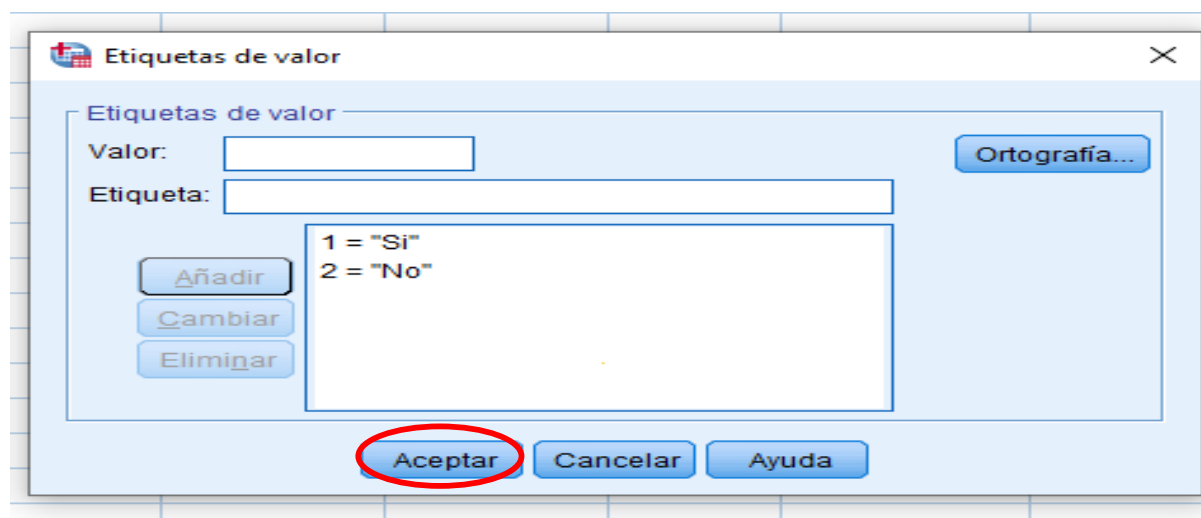 Etiquetas de valor
Etiquetas de valor
Valor:
Ortografía...
Etiqueta:
1 = "Si"
2 = "No"
Añadir
Cambiar
Eliminar
Aceptar Cancelar Ayuda